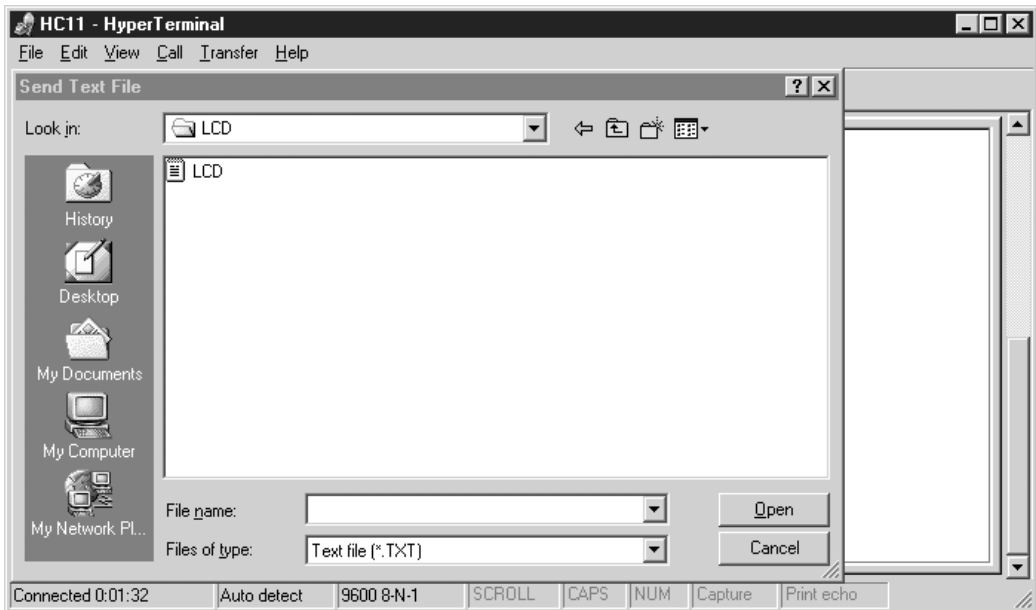 HC11 - HyperTerminal
File Edit View Call Transfer Help
Send Text File
Look in: LCD
LCD
History
Desktop
My Documents
My Computer
My Network Pl...
File name:
Open
Files of type: Text file (*.TXT)
Cancel
Connected 0:01:32 Auto detect 9600 8-N-1 SCROLL CAPS NUM Capture Print echo